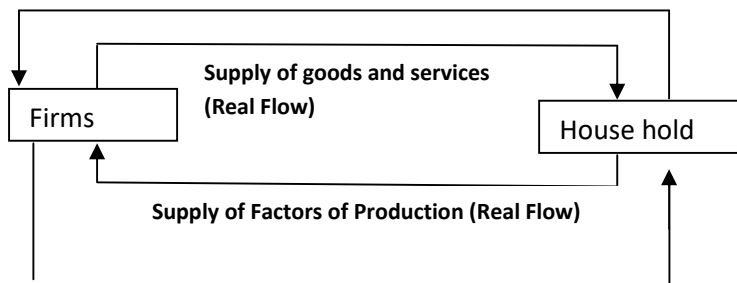 Supply of goods and services
(Real Flow)
Firms
House hold
Supply of Factors of Production (Real Flow)